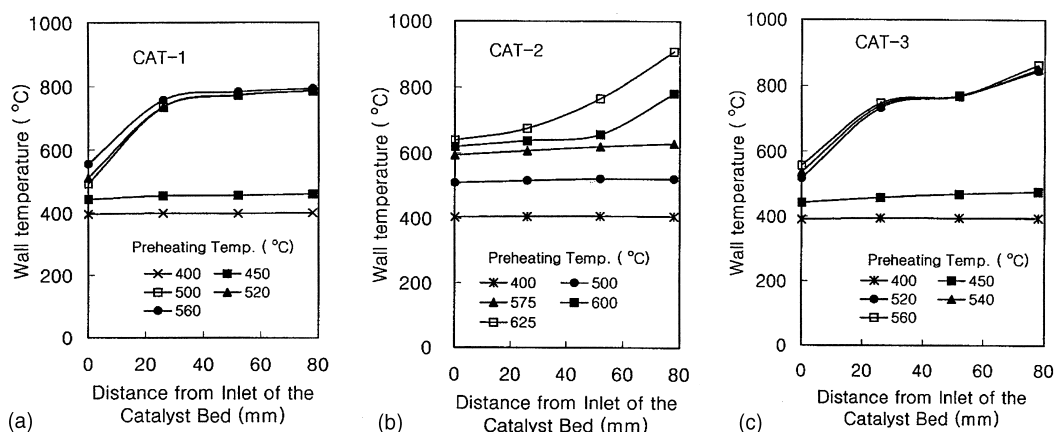 1000
800
600
400
200
0
Wall temperature ( °C)
CAT-1
Preheating Temp. ( °C)
400 450
500 520
560
0 20 40 60 80
Distance from Inlet of the
Catalyst Bed (mm)
(a)
1000
800
600
400
200
0
Wall temperature ( °C)
CAT-2
Preheating Temp. ( °C)
400 500
575 600
625
0 20 40 60 80
Distance from Inlet of the
Catalyst Bed (mm)
(b)
1000
800
600
400
200
0
Wall temperature ( °C)
CAT-3
Preheating Temp. ( °C)
400 450
520 540
560
0 20 40 60 80
Distance from Inlet of the
Catalyst Bed (mm)
(c)